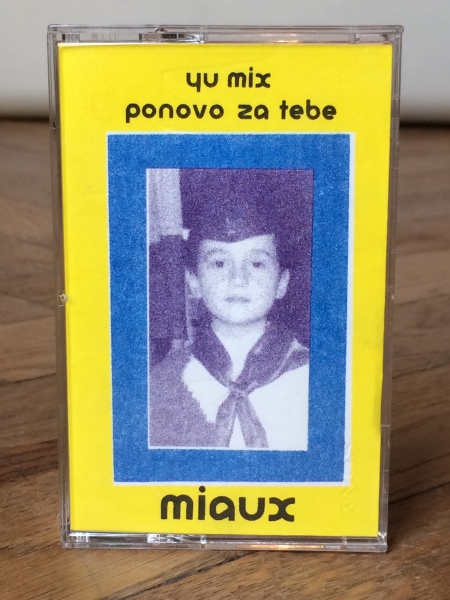 yu mix
ponovo za tebe
miaux